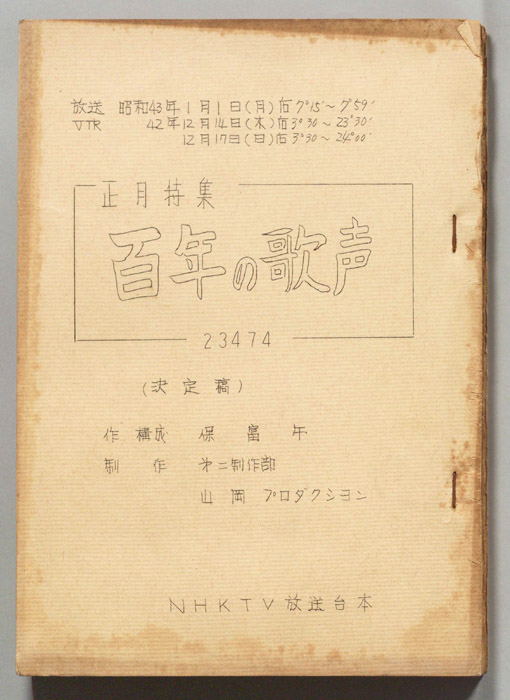 放送 昭和43年1月1日(月)后7°15'～7°59'
VTR 42年12月14日(木)后3°30～23°30'
12月17日(日)后3°30～24°00'
正月特集
百年の歌声
23474
(決定稿)
作 構成 保富 午
制作 第二制作部
山岡プロダクション
NHKTV放送台本